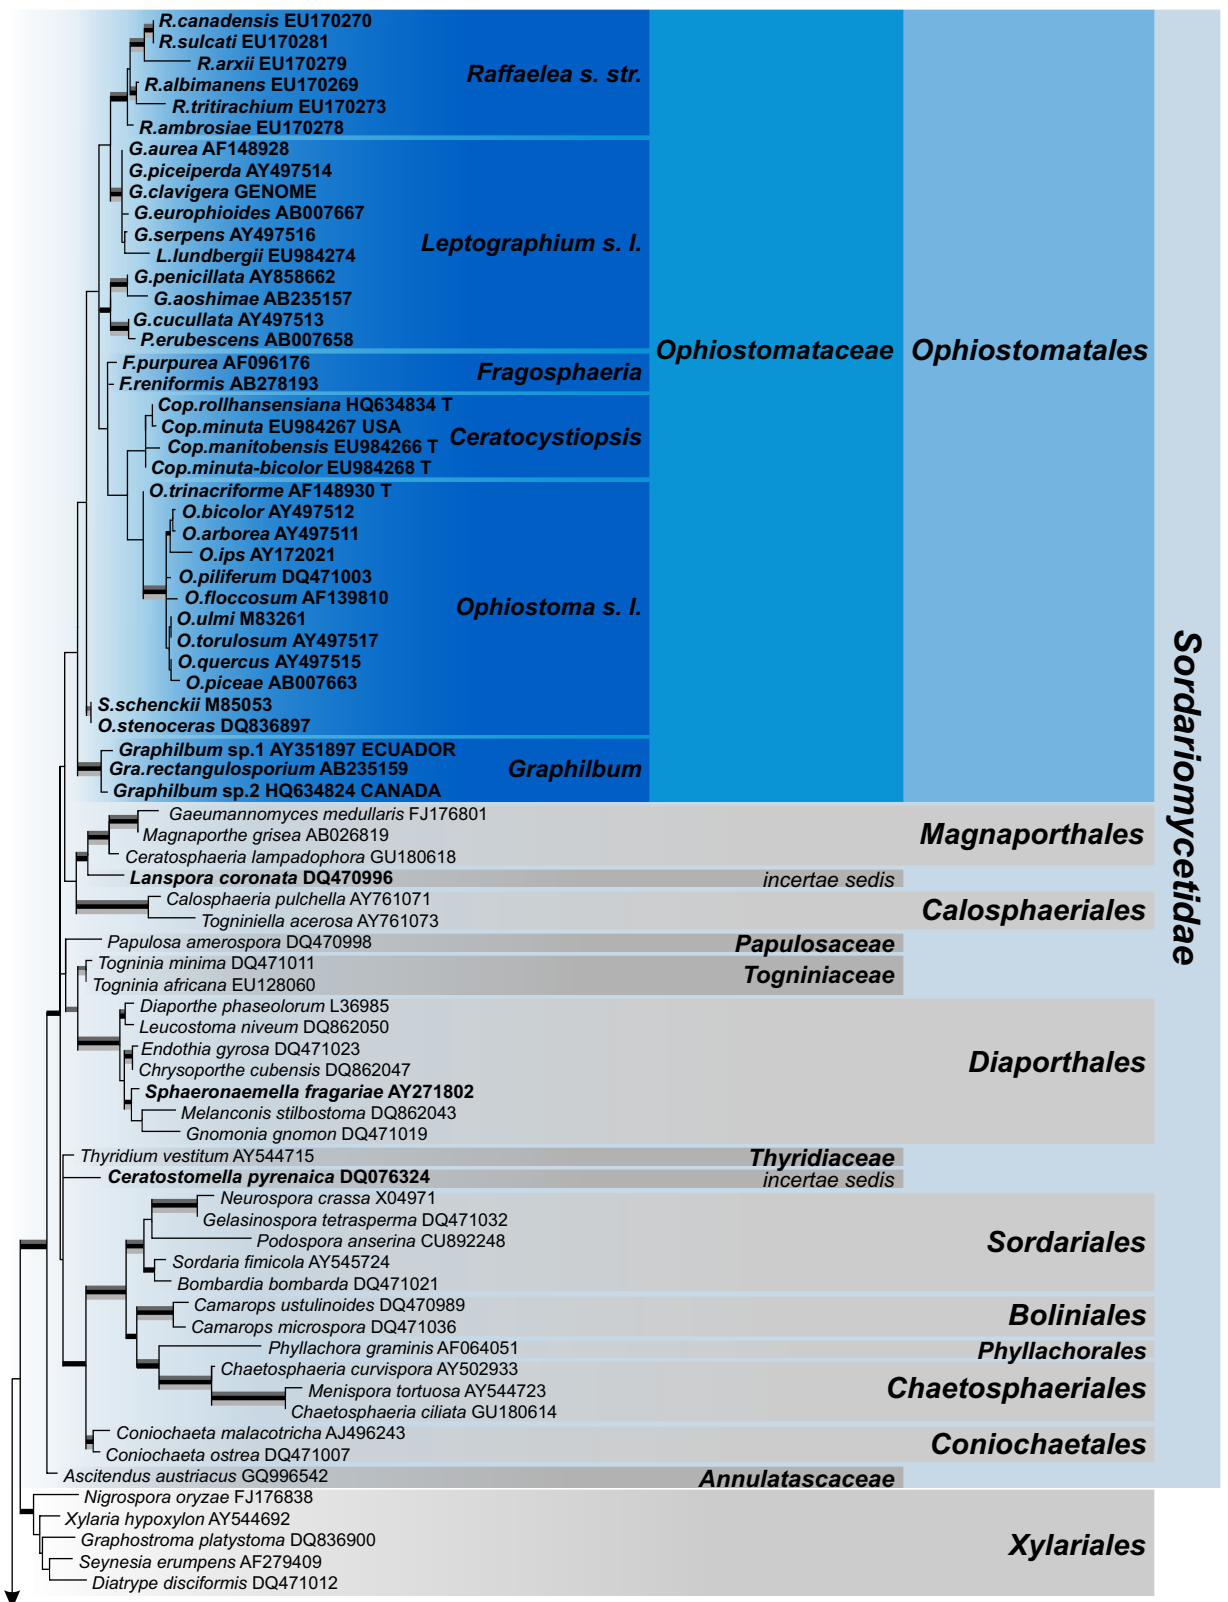 R.canadensis EU170270
R.sulcati EU170281
R.arxii EU170279
R.albimanens EU170269
R.tritirachium EU170273
R.ambrosiae EU170278
Raffaelea s. str.
G.aurea AF148928
G.piceiperda AY497514
G.clavigera GENOME
G.europhioides AB007667
G.serpens AY497516
L.lundbergii EU984274
G.penicillata AY858662
G.aoshimae AB235157
G.cucullata AY497513
P.erubescens AB007658
Leptographium s. l.
F.purpurea AF096176
F.reniformis AB278193
Fragosphaeria
Cop.rollhansensiana HQ634834 T
Cop.minuta EU984267 USA
Cop.manitobensis EU984266 T
Cop.minuta-bicolor EU984268 T
Ceratocystiopsis
O.trinacriforme AF148930 T
O.bicolor AY497512
O.arborea AY497511
O.ips AY172021
O.piliferum DQ471003
O.floccosum AF139810
O.ulmi M83261
O.torulosum AY497517
O.quercus AY497515
O.piceae AB007663
S.schenckii M85053
O.stenoceras DQ836897
Ophiostoma s. l.
Graphilbum sp.1 AY351897 ECUADOR
Gra.rectangulosporium AB235159
Graphilbum sp.2 HQ634824 CANADA
Graphilbum
Ophiostomataceae
Ophiostomatales
Gaeumannomyces medullaris FJ176801
Magnaporthe grisea AB026819
Ceratosphaeria lampadophora GU180618
Magnaporthales
Lanspora coronata DQ470996
incertae sedis
Calosphaeria pulchella AY761071
Togniniella acerosa AY761073
Calosphaeriales
Papulosa amerospora DQ470998
Papulosaceae
Togninia minima DQ471011
Togninia africana EU128060
Togniniaceae
Diaporthe phaseolorum L36985
Leucostoma niveum DQ862050
Endothia gyrosa DQ471023
Chrysoporthe cubensis DQ862047
Sphaeronaemella fragariae AY271802
Melanconis stilbostoma DQ862043
Gnomonia gnomon DQ471019
Diaporthales
Thyridium vestitum AY544715
Thyridiaceae
Ceratostomella pyrenaica DQ076324
incertae sedis
Neurospora crassa X04971
Gelasinospora tetrasperma DQ471032
Podospora anserina CU892248
Sordaria fimicola AY545724
Bombardia bombarda DQ471021
Sordariales
Camarops ustulinoides DQ470989
Camarops microspora DQ471036
Boliniales
Phyllachora graminis AF064051
Phyllachorales
Chaetosphaeria curvispora AY502933
Menispora tortuosa AY544723
Chaetosphaeria ciliata GU180614
Chaetosphaeriales
Coniochaeta malacotricha AJ496243
Coniochaeta ostrea DQ471007
Coniochaetales
Ascitendus austriacus GQ996542
Annulatascaceae
Sordariomycetidae
Nigrospora oryzae FJ176838
Xylaria hypoxylon AY544692
Graphostroma platystoma DQ836900
Seynesia erumpens AF279409
Diatrype disciformis DQ471012
Xylariales